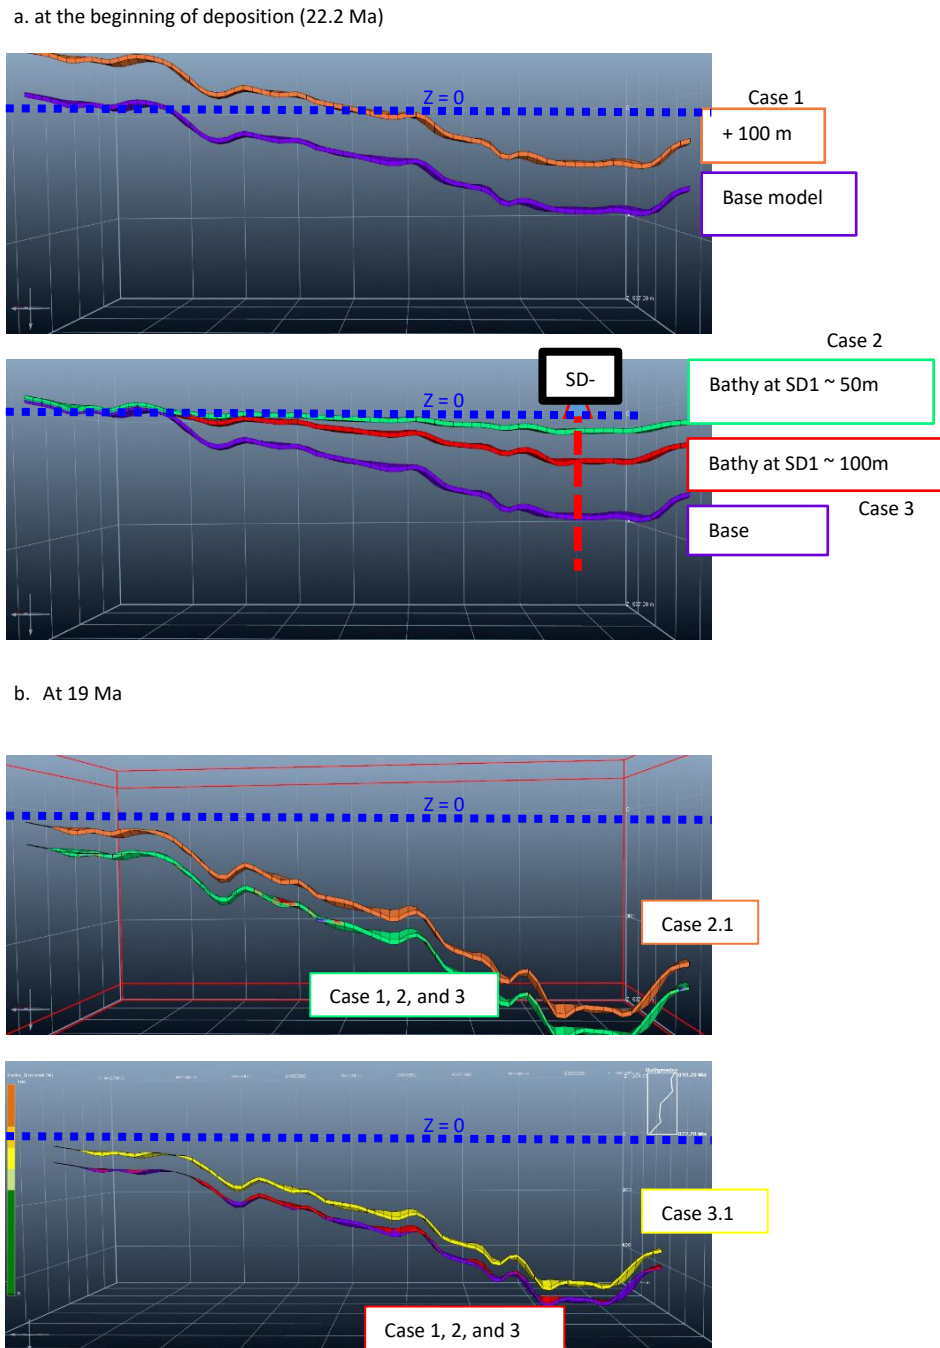 a. at the beginning of deposition (22.2 Ma)
Z = 0
Case 1
+ 100 m
Base model
Case 2
SD-
Bathy at SD1 ~ 50m
Z = 0
Bathy at SD1 ~ 100m
Case 3
Base
b. At 19 Ma
Z = 0
Case 2.1
Case 1, 2, and 3
Z = 0
Case 3.1
Case 1, 2, and 3